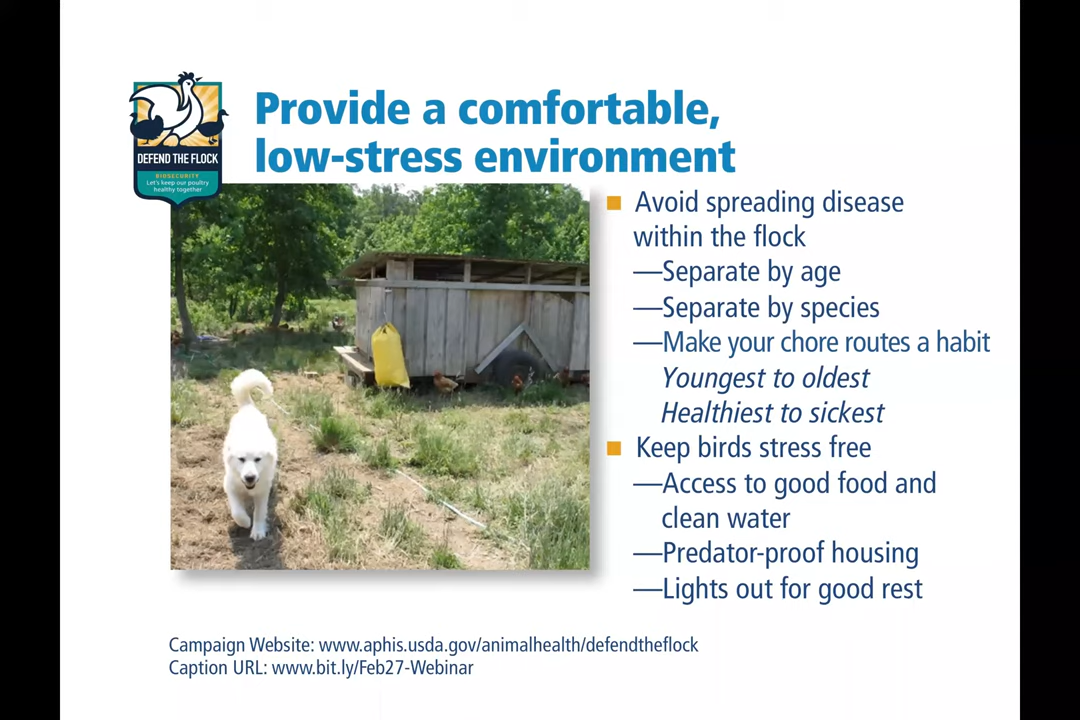 DEFEND THE FLOCK
BIOSECURITY
Let's keep our poultry
healthy together
Provide a comfortable,
low-stress environment
■ Avoid spreading disease
within the flock
—Separate by age
—Separate by species
—Make your chore routes a habit
Youngest to oldest
Healthiest to sickest
■ Keep birds stress free
—Access to good food and
clean water
—Predator-proof housing
—Lights out for good rest
Campaign Website: www.aphis.usda.gov/animalhealth/defendtheflock
Caption URL: www.bit.ly/Feb27-Webinar